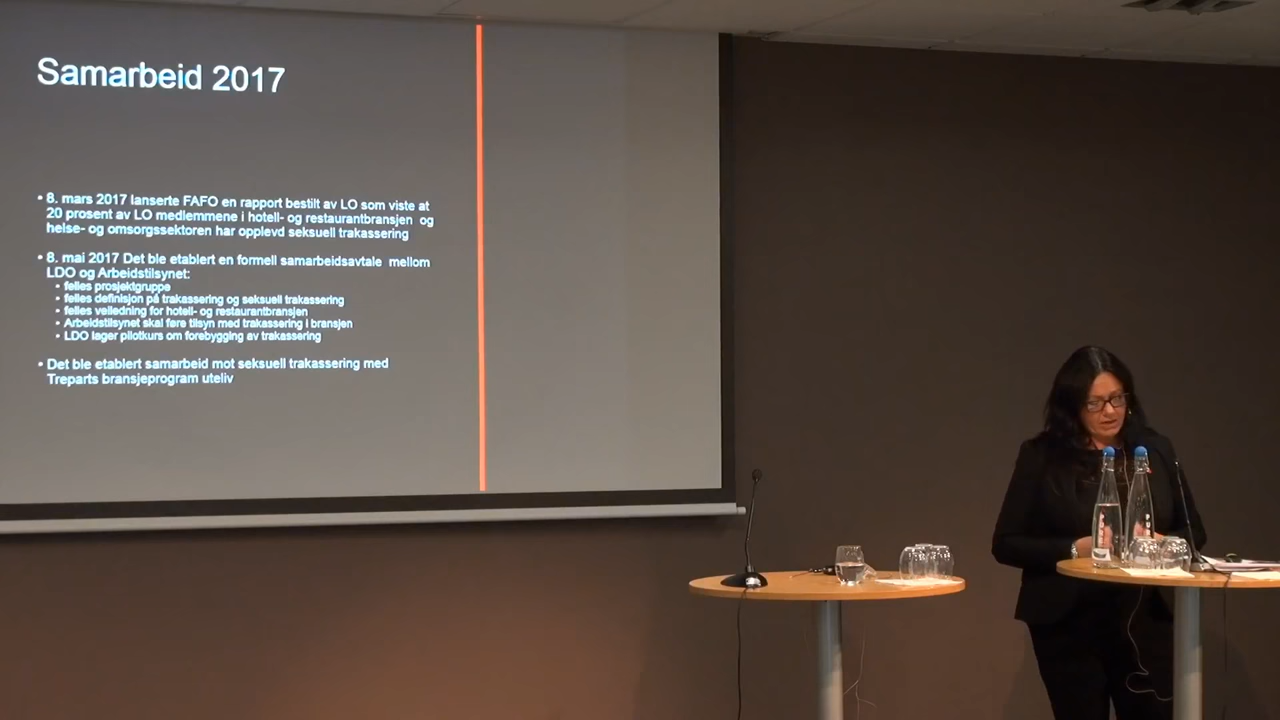 Samarbeid 2017
• 8. mars 2017 lanserte FAFO en rapport bestilt av LO som viste at
20 prosent av LO medlemmene i hotell- og restaurantbransjen og
helse- og omsorgssektoren har opplevd seksuell trakassering
• 8. mai 2017 Det ble etablert en formell samarbeidsavtale mellom
LDO og Arbeidstilsynet:
• felles prosjektgruppe
• felles definisjon på trakassering og seksuell trakassering
• felles veiledning for hotell- og restaurantbransjen
• Arbeidstilsynet skal føre tilsyn med trakassering i bransjen
• LDO lager pilotkurs om forebygging av trakassering
• Det ble etablert samarbeid mot seksuell trakassering med
Treparts bransjeprogram uteliv